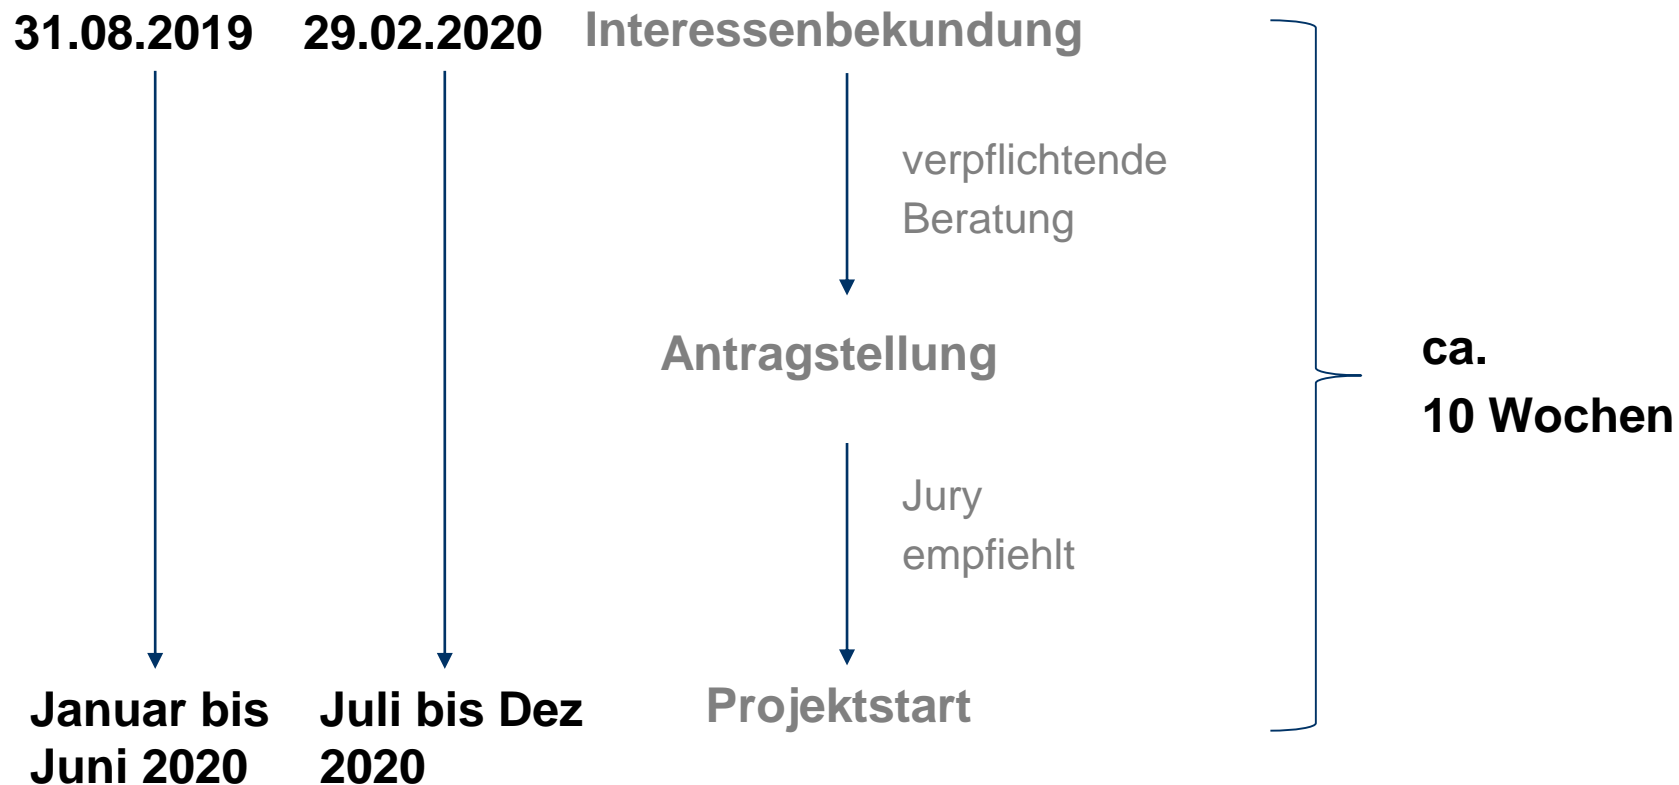 31.08.2019 29.02.2020 Interessenbekundung
verpflichtende
Beratung
Antragstellung
ca.
10 Wochen
Jury
empfiehlt
Januar bis
Juni 2020
Juli bis Dez
2020
Projektstart